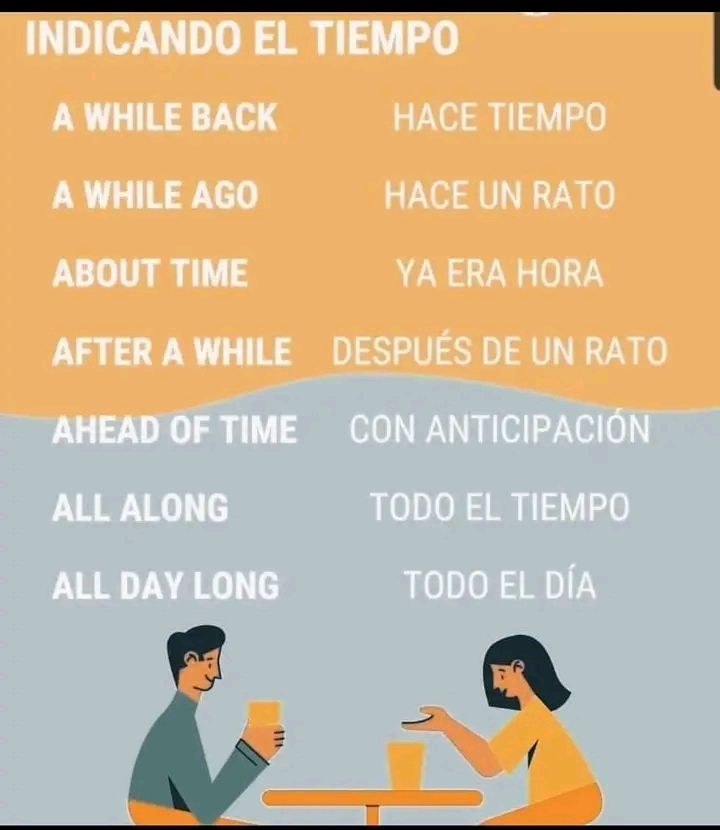 INDICANDO EL TIEMPO
A WHILE BACK HACE TIEMPO
A WHILE AGO HACE UN RATO
ABOUT TIME YA ERA HORA
AFTER A WHILE DESPUÉS DE UN RATO
AHEAD OF TIME CON ANTICIPACIÓN
ALL ALONG TODO EL TIEMPO
ALL DAY LONG TODO EL DÍA